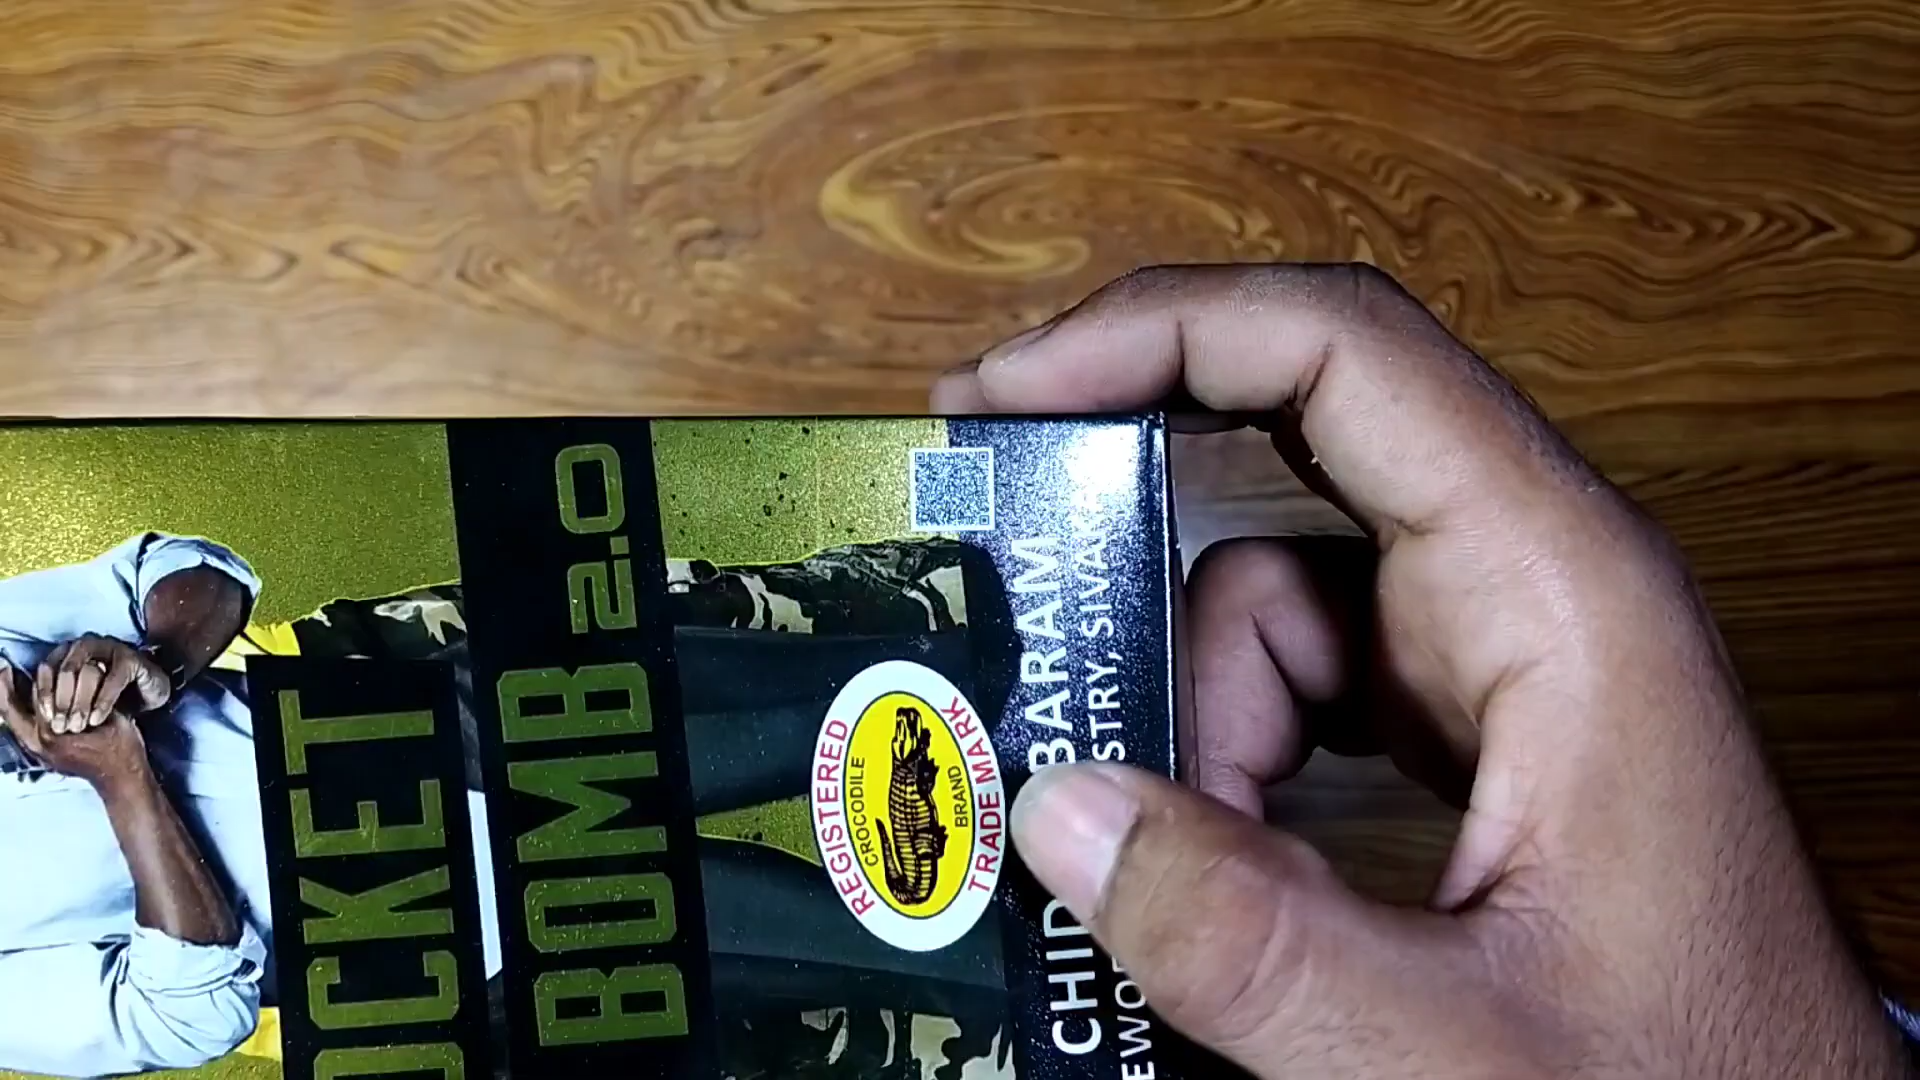 OCKET
BOMB 2.0
REGISTERED
CROCODILE
BRAND
TRADE MARK
CHID BARAM
EWO STRY, SIVA